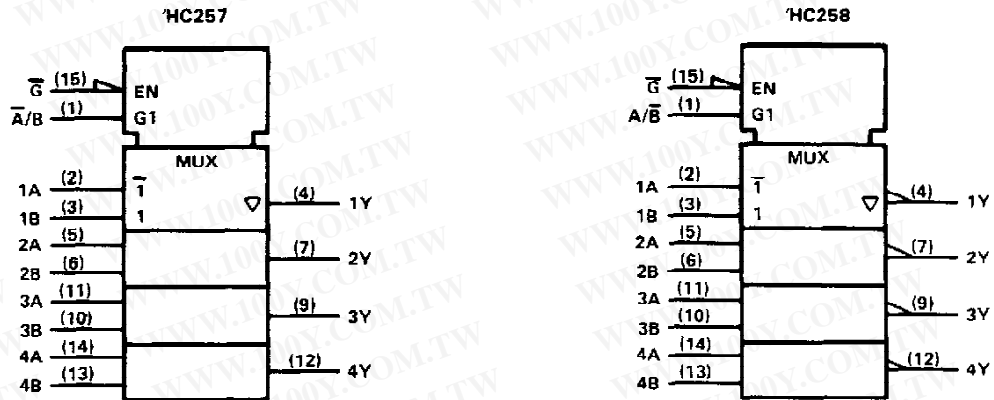 'HC257
G̅ (15) EN
A̅/B (1) G1
MUX
1A (2) 1̅
1B (3) 1
▽ (4) 1Y
2A (5)
2B (6)
(7) 2Y
3A (11)
3B (10)
(9) 3Y
4A (14)
4B (13)
(12) 4Y
'HC258
G̅ (15) EN
A/B̅ (1) G1
MUX
1A (2) 1̅
1B (3) 1
▽ (4) 1Y
2A (5)
2B (6)
(7) 2Y
3A (11)
3B (10)
(9) 3Y
4A (14)
4B (13)
(12) 4Y
WWW.100Y.COM.TW